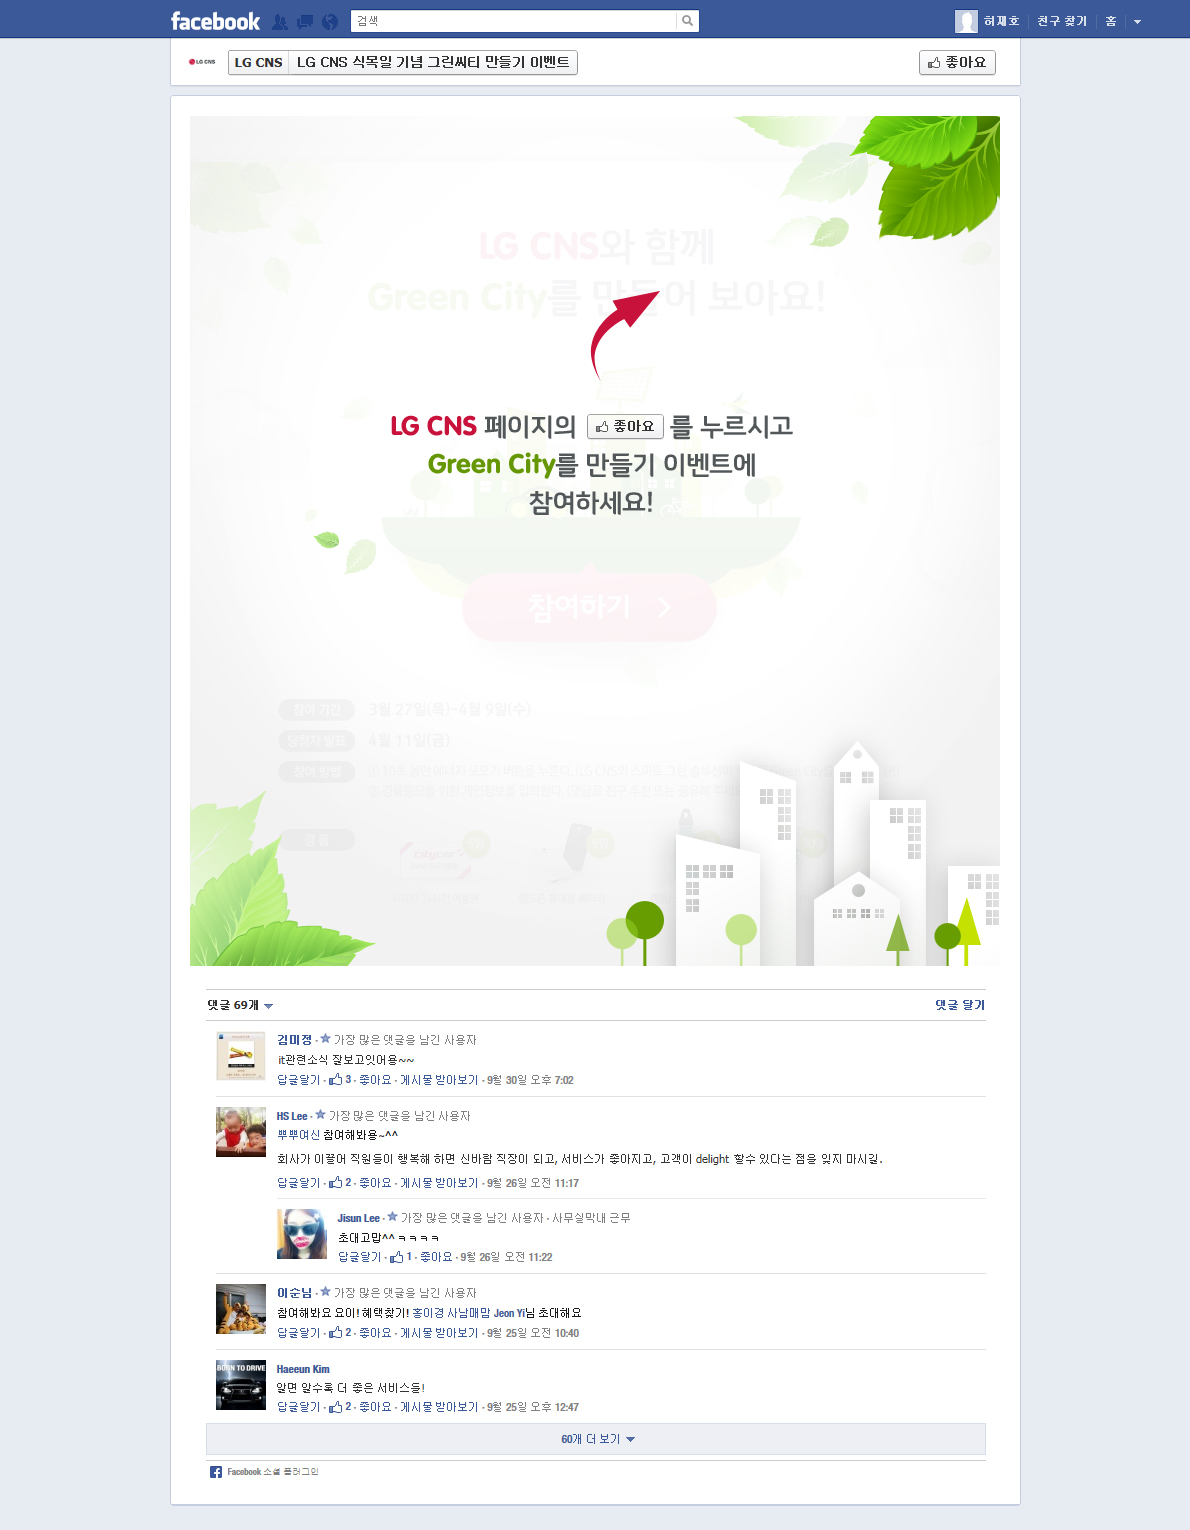 facebook
검색
허재호
친구 찾기
홈
LG CNS
LG CNS
LG CNS 식목일 기념 그린씨티 만들기 이벤트
좋아요
LG CNS와 함께
Green City를 만들어 보아요!
LG CNS 페이지의 좋아요 를 누르시고
Green City를 만들기 이벤트에
참여하세요!
참여하기
참여 기간 3월 27일(목)~4월 9일(수)
당첨자 발표 4월 11일(금)
참여 방법
경품
댓글 69개
댓글 달기
김미정 · 가장 많은 댓글을 남긴 사용자
it관련소식 잘보고있어용~~
답글달기 · 3 · 좋아요 · 게시물 받아보기 · 9월 30일 오후 7:02
HS Lee · 가장 많은 댓글을 남긴 사용자
뿌뿌여신 참여해봐용~^^
회사가 이끌어 직원들이 행복해 하면 신바람 직장이 되고, 서비스가 좋아지고, 고객이 delight 할수 있다는 점을 잊지 마시길.
답글달기 · 2 · 좋아요 · 게시물 받아보기 · 9월 26일 오전 11:17
Jisun Lee · 가장 많은 댓글을 남긴 사용자 · 사무실막내 근무
초대고맙^^ ㅋㅋㅋㅋ
답글달기 · 1 · 좋아요 · 9월 26일 오전 11:22
이순님 · 가장 많은 댓글을 남긴 사용자
참여해봐요 요이! 혜택찾기! 홍이경 사남매맘 Jeon Yi님 초대해요
답글달기 · 2 · 좋아요 · 게시물 받아보기 · 9월 25일 오전 10:40
BORN TO DRIVE
Haeeun Kim
알면 알수록 더 좋은 서비스들!
답글달기 · 2 · 좋아요 · 게시물 받아보기 · 9월 25일 오후 12:47
60개 더 보기
Facebook 소셜 플러그인